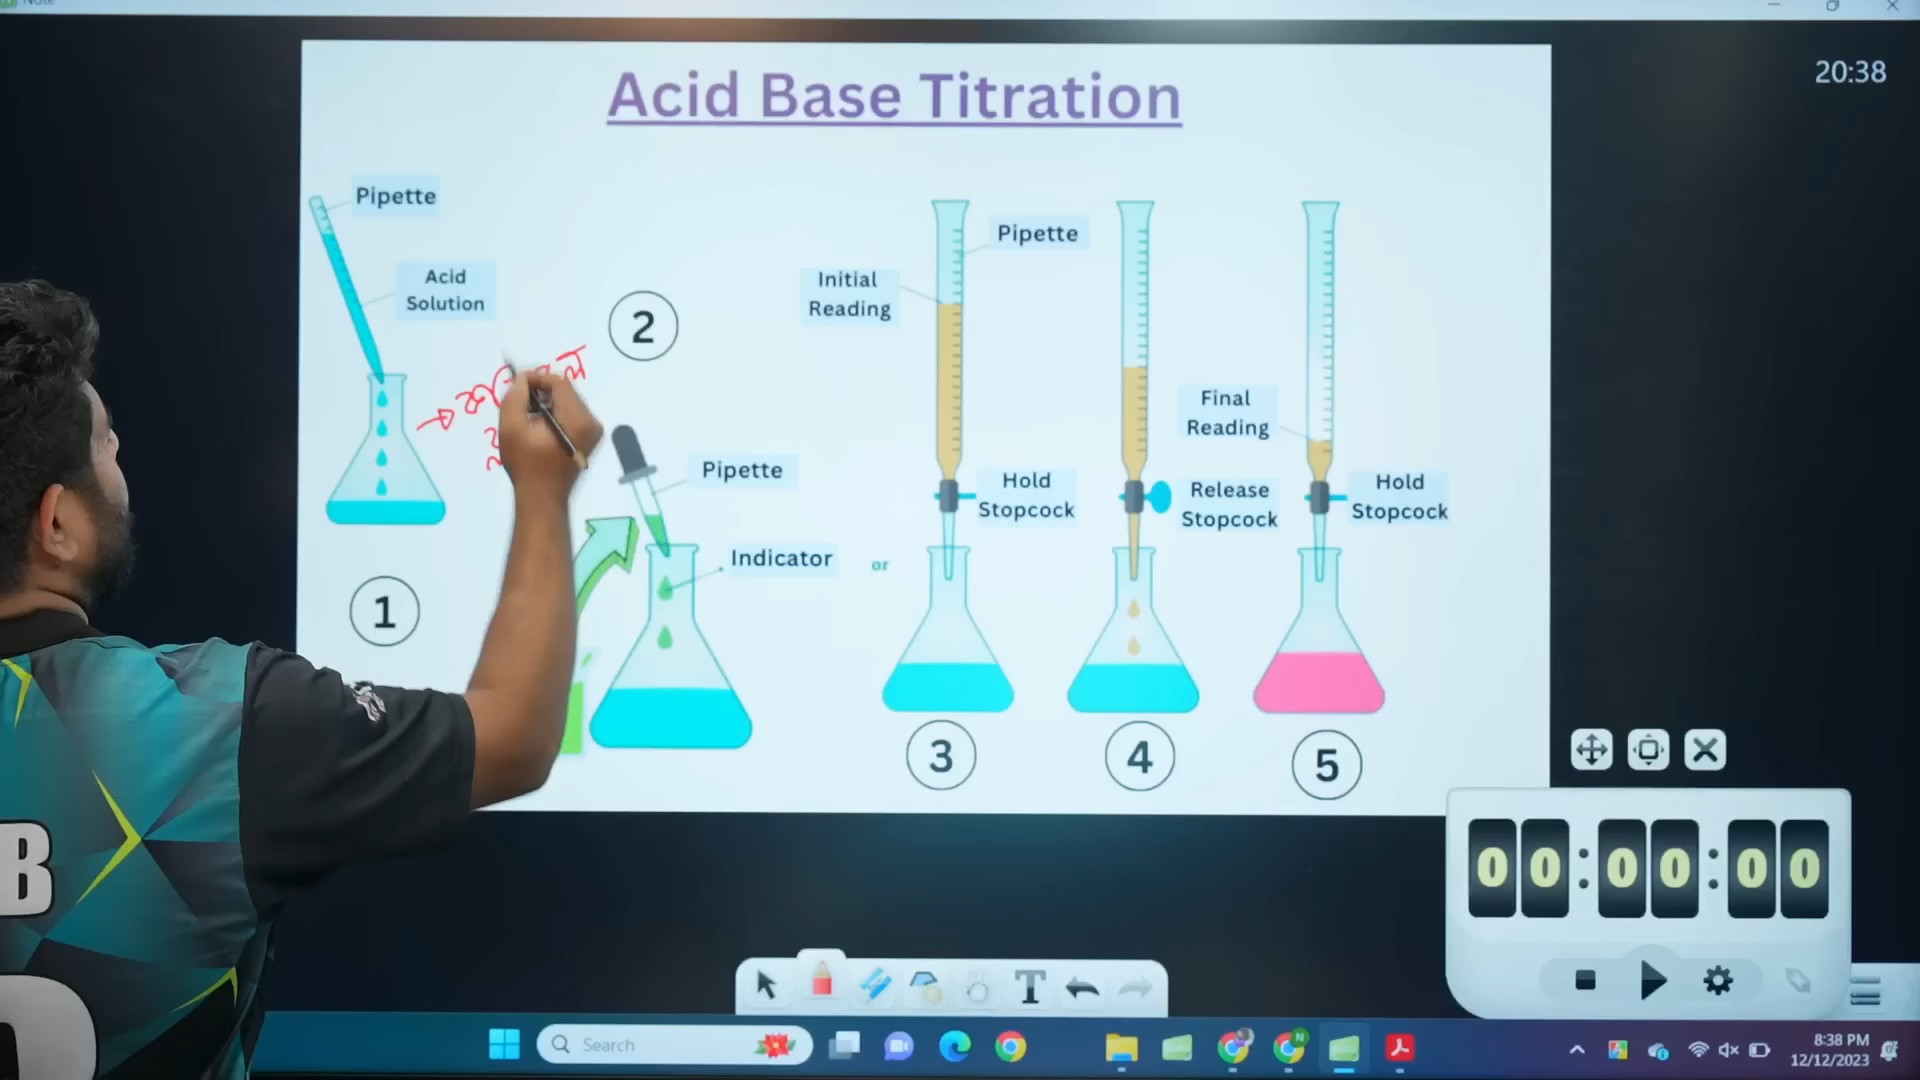 Note
20:38
Acid Base Titration
Pipette
Acid
Solution
2
Pipette
Initial
Reading
Final
Reading
Pipette
Hold
Stopcock
Release
Stopcock
Hold
Stopcock
Indicator
or
1
3
4
5
00:00:00
T
Search
8:38 PM
12/12/2023
B